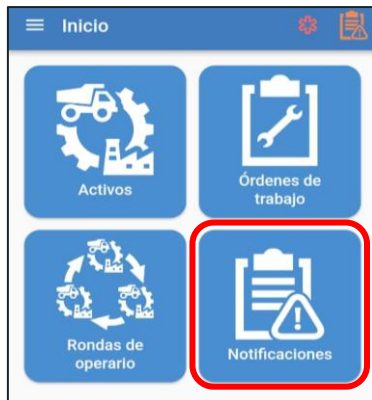 Inicio
Activos
Órdenes de
trabajo
Rondas de
operario
Notificaciones